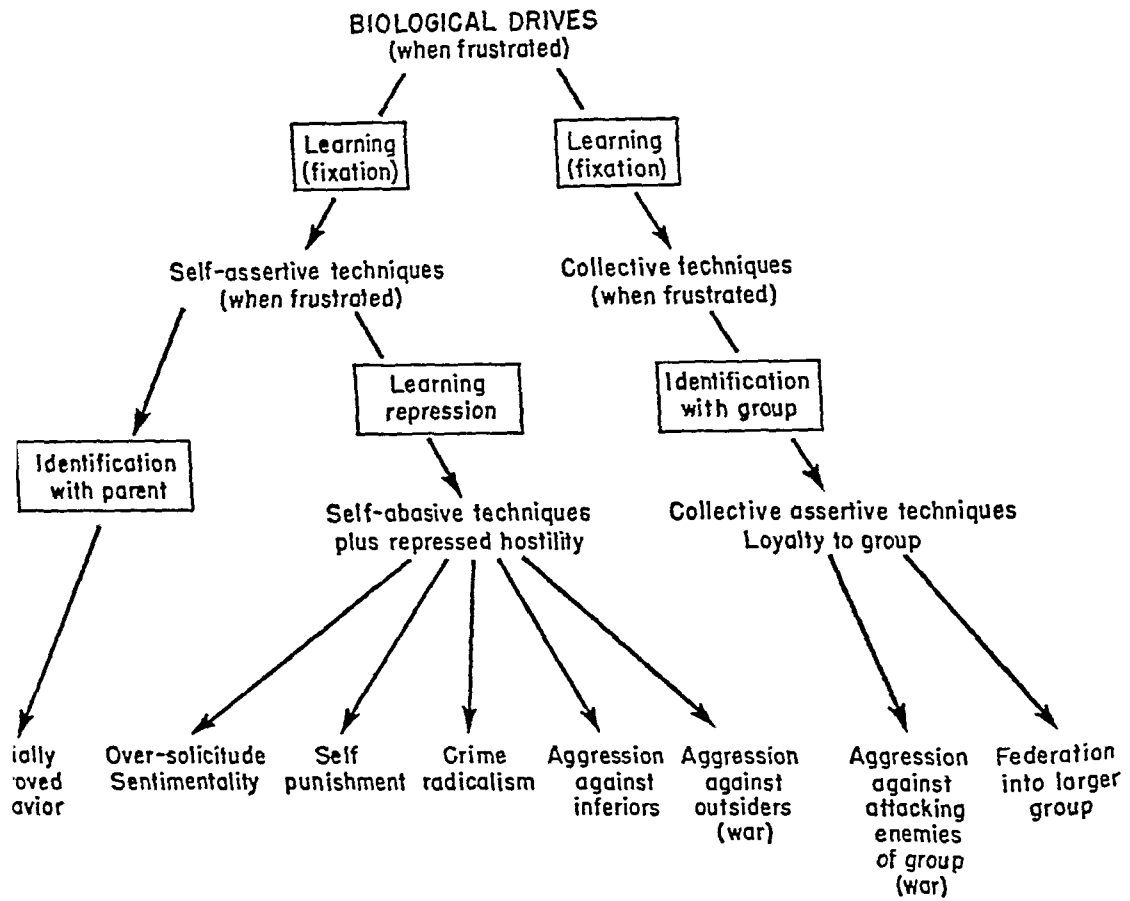 BIOLOGICAL DRIVES
(when frustrated)
Learning
(fixation)
Learning
(fixation)
Self-assertive techniques
(when frustrated)
Collective techniques
(when frustrated)
Learning
repression
Identification
with group
Identification
with parent
Self-abasive techniques
plus repressed hostility
Collective assertive techniques
Loyalty to group
ially
roved
avior
Over-solicitude
Sentimentality
Self
punishment
Crime
radicalism
Aggression
against
inferiors
Aggression
against
outsiders
(war)
Aggression
against
attacking
enemies
of group
(war)
Federation
into larger
group